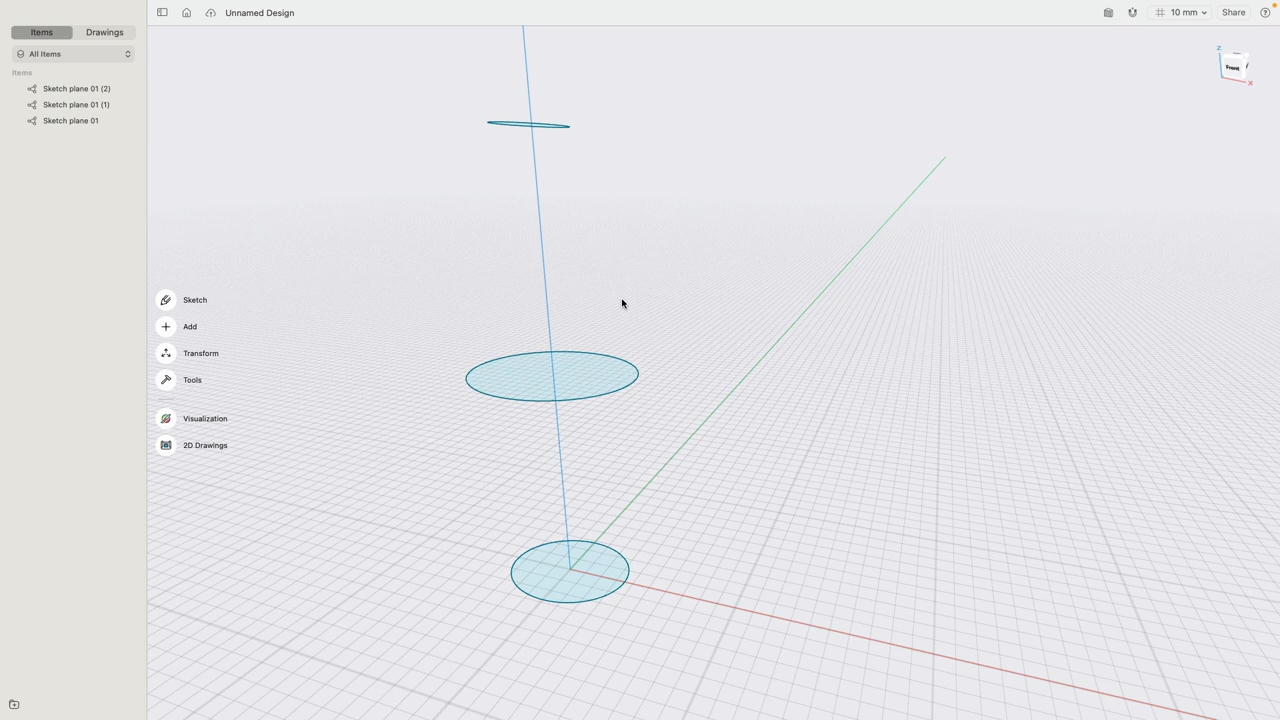 Unnamed Design
10 mm
Share
?
Items
Drawings
All Items
Items
Sketch plane 01 (2)
Sketch plane 01 (1)
Sketch plane 01
Sketch
Add
Transform
Tools
Visualization
2D Drawings
Z
Front
X